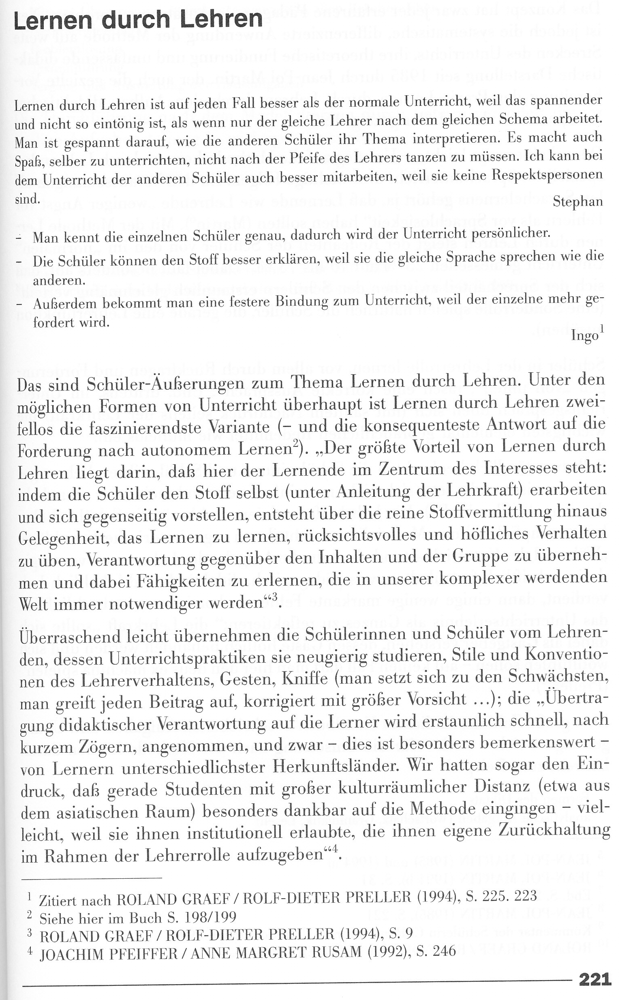 Lernen durch Lehren
Lernen durch Lehren ist auf jeden Fall besser als der normale Unterricht, weil das spannender
und nicht so eintönig ist, als wenn nur der gleiche Lehrer nach dem gleichen Schema arbeitet.
Man ist gespannt darauf, wie die anderen Schüler ihr Thema interpretieren. Es macht auch
Spaß, selber zu unterrichten, nicht nach der Pfeife des Lehrers tanzen zu müssen. Ich kann bei
dem Unterricht der anderen Schüler auch besser mitarbeiten, weil sie keine Respektspersonen
sind. Stephan
– Man kennt die einzelnen Schüler genau, dadurch wird der Unterricht persönlicher.
– Die Schüler können den Stoff besser erklären, weil sie die gleiche Sprache sprechen wie die
anderen.
– Außerdem bekommt man eine festere Bindung zum Unterricht, weil der einzelne mehr ge-
fordert wird.
Ingo¹
Das sind Schüler-Äußerungen zum Thema Lernen durch Lehren. Unter den
möglichen Formen von Unterricht überhaupt ist Lernen durch Lehren zwei-
fellos die faszinierendste Variante (– und die konsequenteste Antwort auf die
Forderung nach autonomem Lernen²). „Der größte Vorteil von Lernen durch
Lehren liegt darin, daß hier der Lernende im Zentrum des Interesses steht:
indem die Schüler den Stoff selbst (unter Anleitung der Lehrkraft) erarbeiten
und sich gegenseitig vorstellen, entsteht über die reine Stoffvermittlung hinaus
Gelegenheit, das Lernen zu lernen, rücksichtsvolles und höfliches Verhalten
zu üben, Verantwortung gegenüber den Inhalten und der Gruppe zu überneh-
men und dabei Fähigkeiten zu erlernen, die in unserer komplexer werdenden
Welt immer notwendiger werden“³.
Überraschend leicht übernehmen die Schülerinnen und Schüler vom Lehren-
den, dessen Unterrichtspraktiken sie neugierig studieren, Stile und Konventio-
nen des Lehrerverhaltens, Gesten, Kniffe (man setzt sich zu den Schwächsten,
man greift jeden Beitrag auf, korrigiert mit größer Vorsicht ...); die „Übertra-
gung didaktischer Verantwortung auf die Lerner wird erstaunlich schnell, nach
kurzem Zögern, angenommen, und zwar – dies ist besonders bemerkenswert –
von Lernern unterschiedlichster Herkunftsländer. Wir hatten sogar den Ein-
druck, daß gerade Studenten mit großer kulturräumlicher Distanz (etwa aus
dem asiatischen Raum) besonders dankbar auf die Methode eingingen – viel-
leicht, weil sie ihnen institutionell erlaubte, die ihnen eigene Zurückhaltung
im Rahmen der Lehrerrolle aufzugeben“⁴.
¹ Zitiert nach ROLAND GRAEF / ROLF-DIETER PRELLER (1994), S. 225. 223
² Siehe hier im Buch S. 198/199
³ ROLAND GRAEF / ROLF-DIETER PRELLER (1994), S. 9
⁴ JOACHIM PFEIFFER / ANNE MARGRET RUSAM (1992), S. 246
221